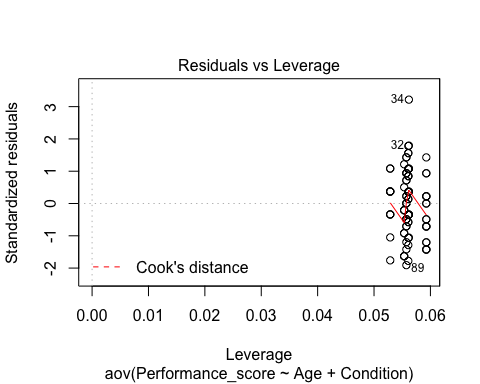 Residuals vs Leverage
Standardized residuals
3
2
1
0
-1
-2
34
32
89
Cook's distance
0.00 0.01 0.02 0.03 0.04 0.05 0.06
Leverage
aov(Performance_score ~ Age + Condition)